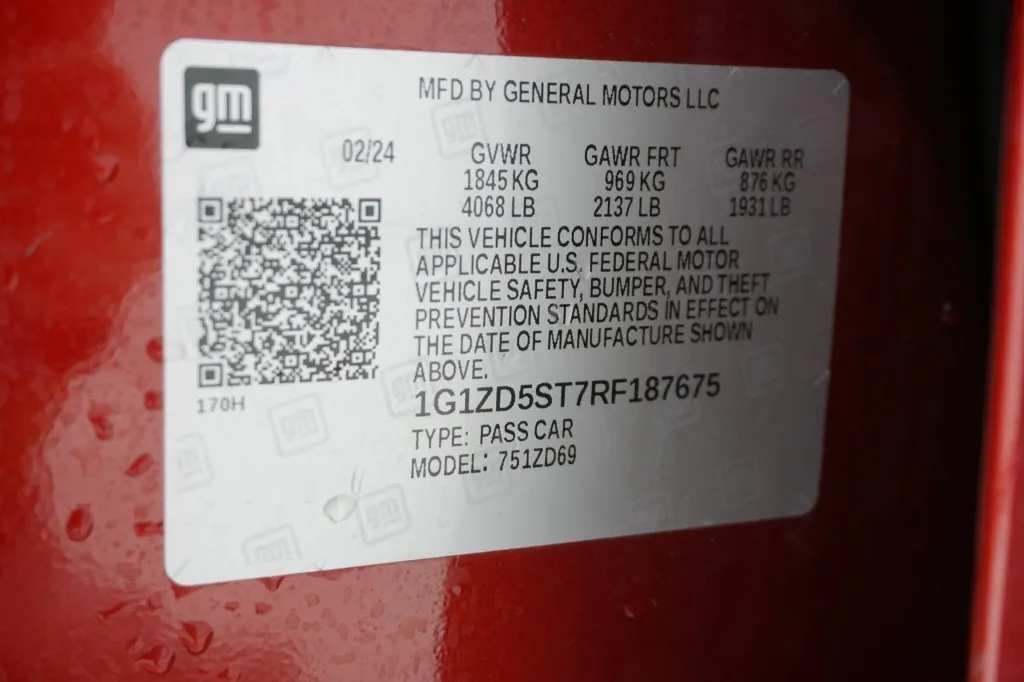 gm
MFD BY GENERAL MOTORS LLC
02/24 GVWR GAWR FRT GAWR RR
1845 KG 969 KG 876 KG
4068 LB 2137 LB 1931 LB
THIS VEHICLE CONFORMS TO ALL
APPLICABLE U.S. FEDERAL MOTOR
VEHICLE SAFETY, BUMPER, AND THEFT
PREVENTION STANDARDS IN EFFECT ON
THE DATE OF MANUFACTURE SHOWN
ABOVE.
170H
1G1ZD5ST7RF187675
TYPE: PASS CAR
MODEL: 751ZD69